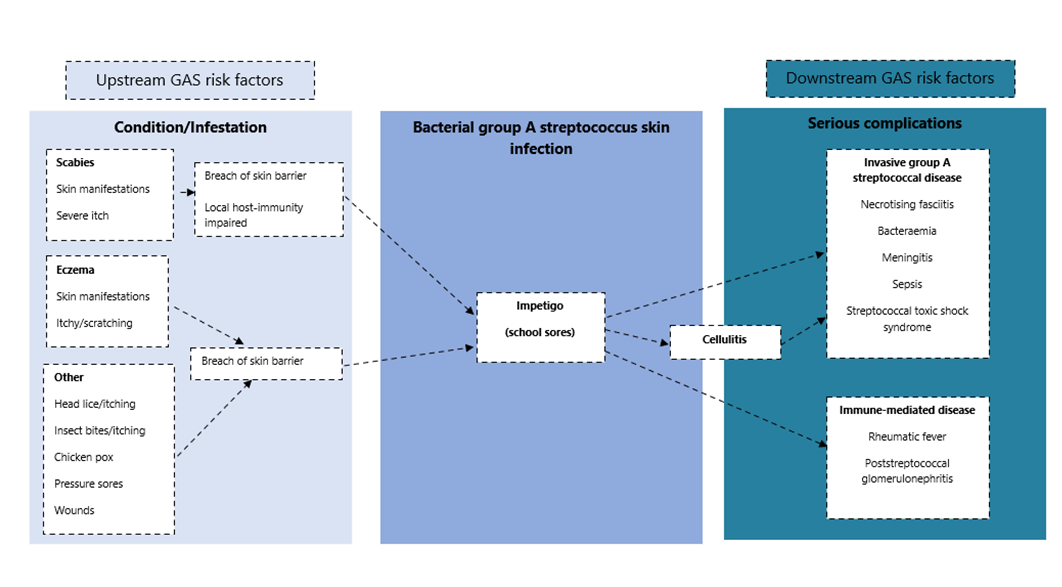 Upstream GAS risk factors
Downstream GAS risk factors
Condition/Infestation
Scabies
Skin manifestations
Severe itch
Breach of skin barrier
Local host-immunity
impaired
Eczema
Skin manifestations
Itchy/scratching
Breach of skin barrier
Other
Head lice/itching
Insect bites/itching
Chicken pox
Pressure sores
Wounds
Bacterial group A streptococcus skin
infection
Impetigo
(school sores)
Cellulitis
Serious complications
Invasive group A
streptococcal disease
Necrotising fasciitis
Bacteraemia
Meningitis
Sepsis
Streptococcal toxic shock
syndrome
Immune-mediated disease
Rheumatic fever
Poststreptococcal
glomerulonephritis